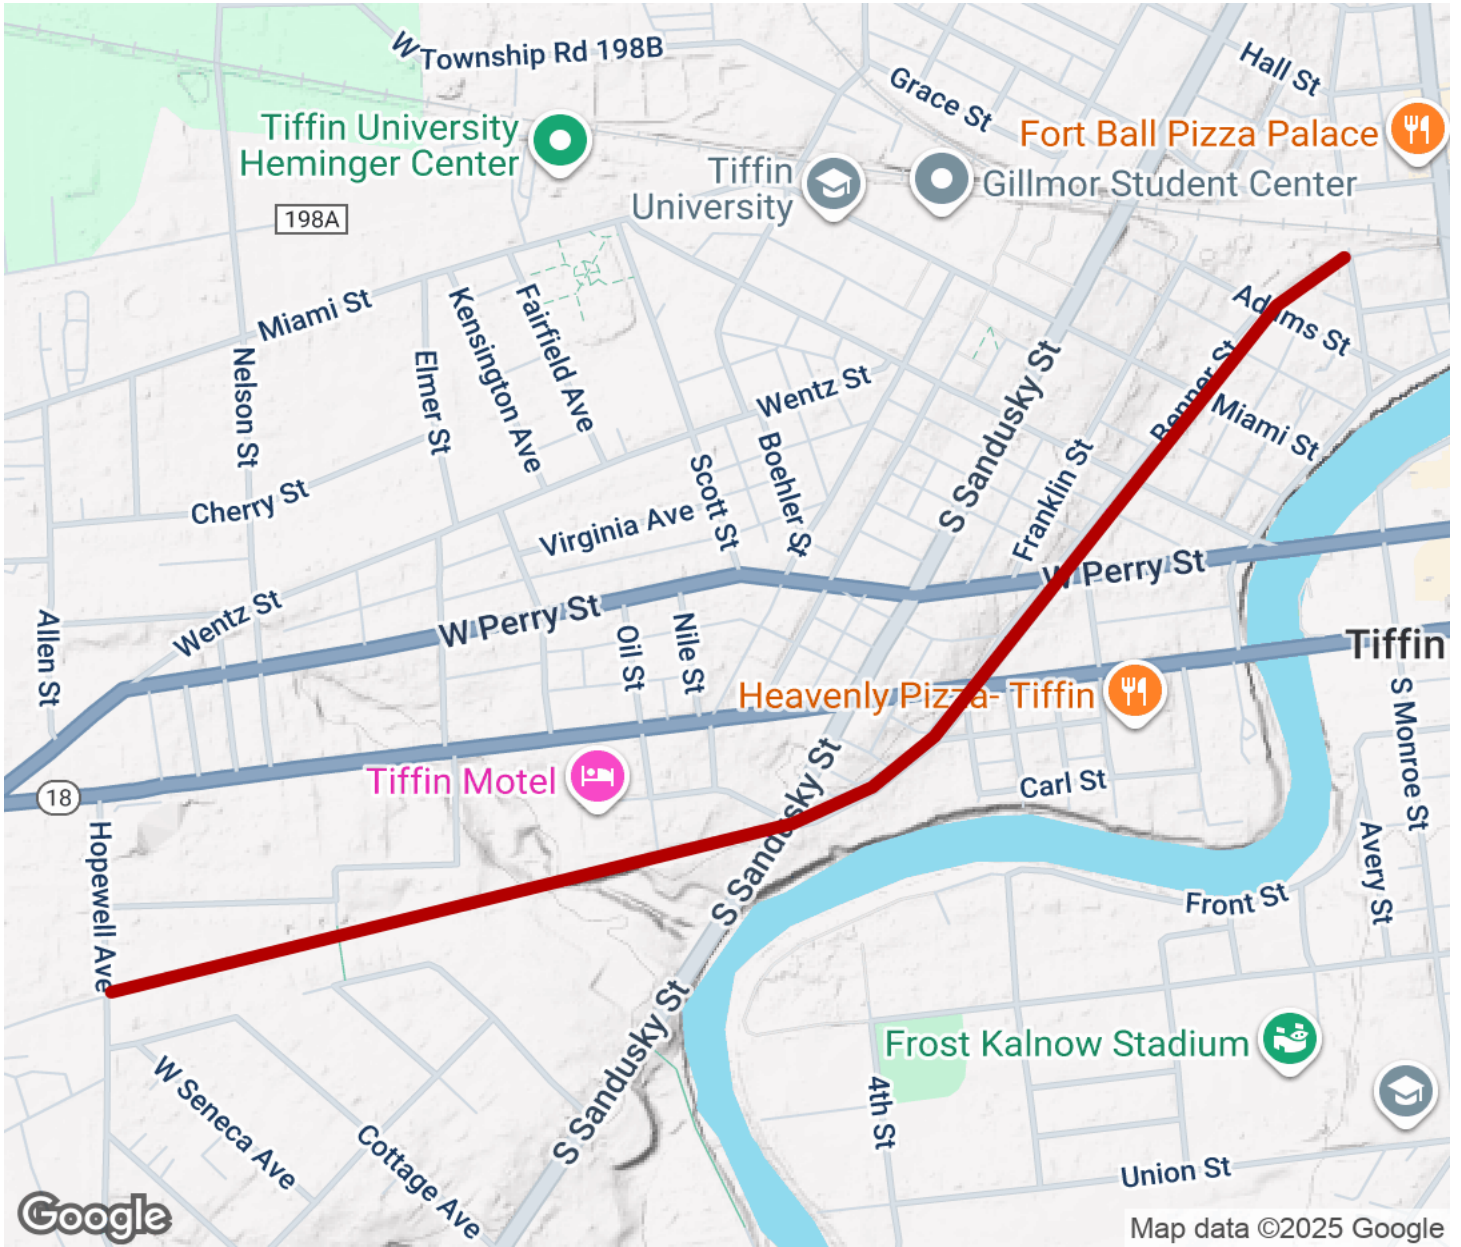 W Township Rd 198B
Hall St
Grace St
Tiffin University
Heminger Center
Fort Ball Pizza Palace
Tiffin
University
Gillmor Student Center
198A
Miami St
Kensington Ave
Fairfield Ave
Adams St
Nelson St
Elmer St
Wentz St
S Sandusky St
Benner St
Miami St
Cherry St
Scott St
Boehler St
Franklin St
Virginia Ave
W Perry St
Allen St
Wentz St
W Perry St
Oil St
Nile St
Tiffin
Heavenly Pizza- Tiffin
S Monroe St
Tiffin Motel
S Sandusky St
Carl St
18
Hopewell Ave
Avery St
Front St
S Sandusky St
Frost Kalnow Stadium
W Seneca Ave
Cottage Ave
4th St
Union St
Google
Map data ©2025 Google